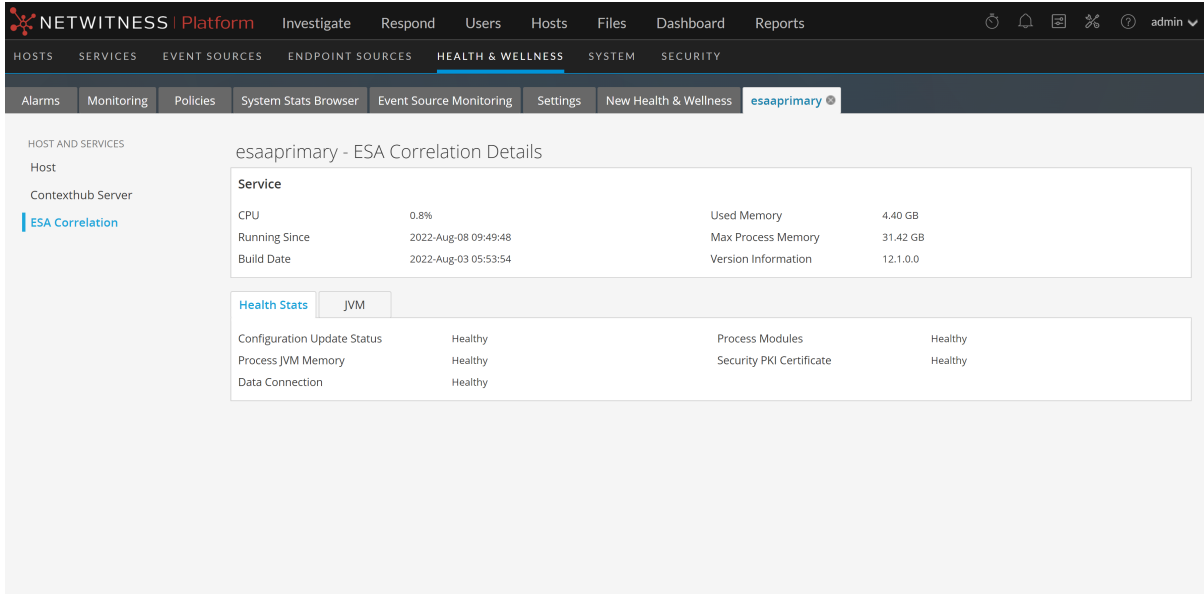 NETWITNESS | Platform Investigate Respond Users Hosts Files Dashboard Reports admin
HOSTS SERVICES EVENT SOURCES ENDPOINT SOURCES HEALTH & WELLNESS SYSTEM SECURITY
Alarms Monitoring Policies System Stats Browser Event Source Monitoring Settings New Health & Wellness esaaprimary
HOST AND SERVICES
Host
Contexthub Server
ESA Correlation
esaaprimary - ESA Correlation Details
Service
CPU 0.8% Used Memory 4.40 GB
Running Since 2022-Aug-08 09:49:48 Max Process Memory 31.42 GB
Build Date 2022-Aug-03 05:53:54 Version Information 12.1.0.0
Health Stats JVM
Configuration Update Status Healthy Process Modules Healthy
Process JVM Memory Healthy Security PKI Certificate Healthy
Data Connection Healthy